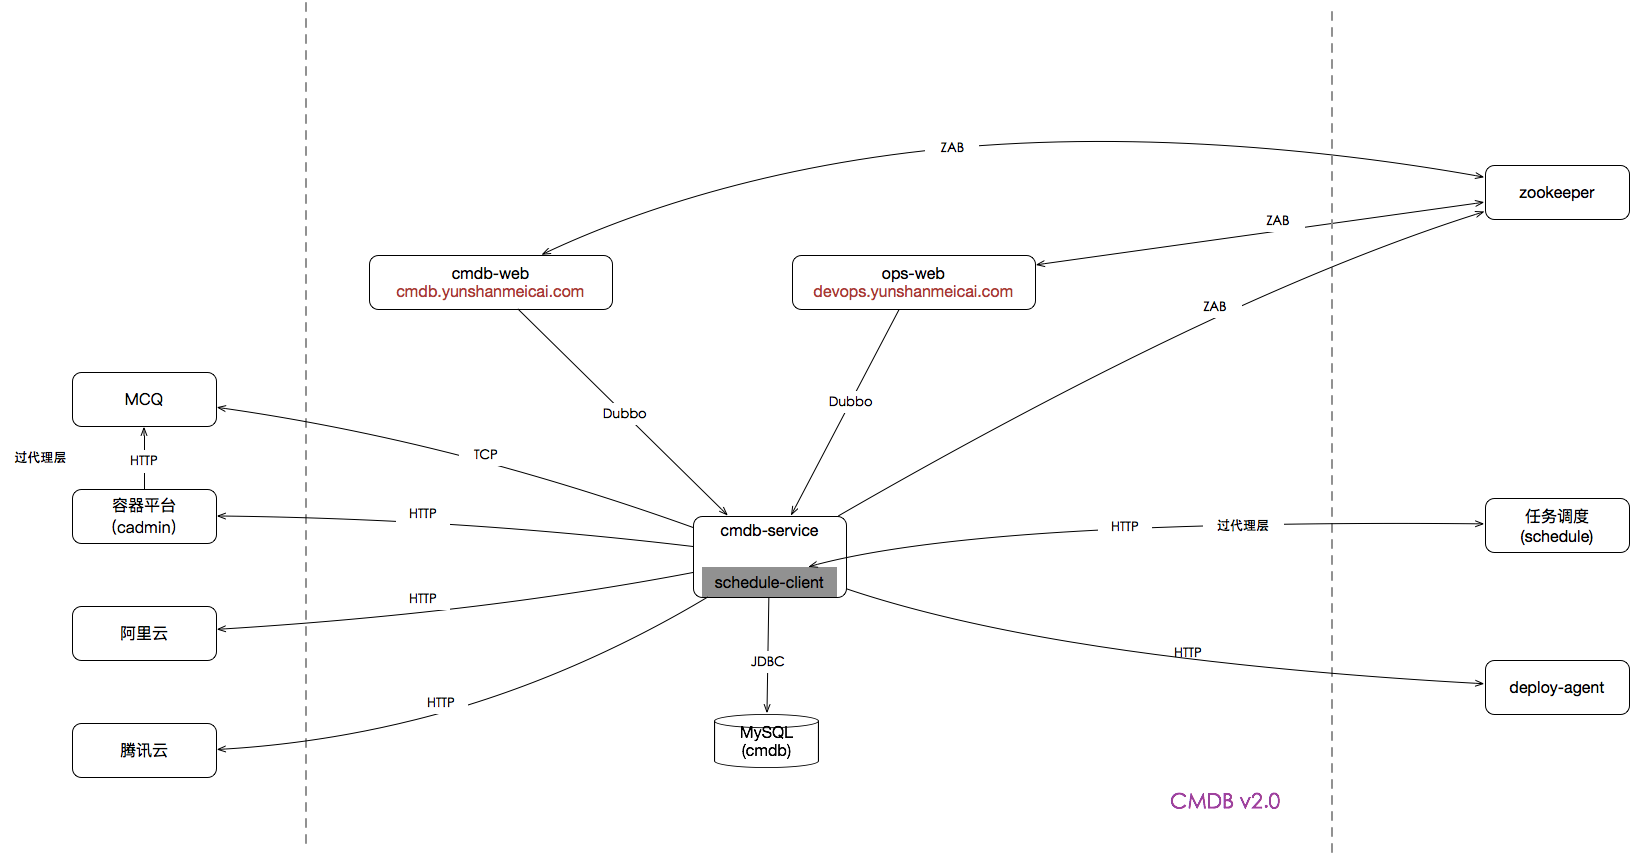 ZAB
zookeeper
ZAB
cmdb-web
cmdb.yunshanmeicai.com
ops-web
devops.yunshanmeicai.com
ZAB
MCQ
Dubbo
Dubbo
过代理层
HTTP
TCP
容器平台
(cadmin)
HTTP
cmdb-service
schedule-client
HTTP
过代理层
任务调度
(schedule)
阿里云
HTTP
JDBC
HTTP
deploy-agent
HTTP
腾讯云
MySQL
(cmdb)
CMDB v2.0